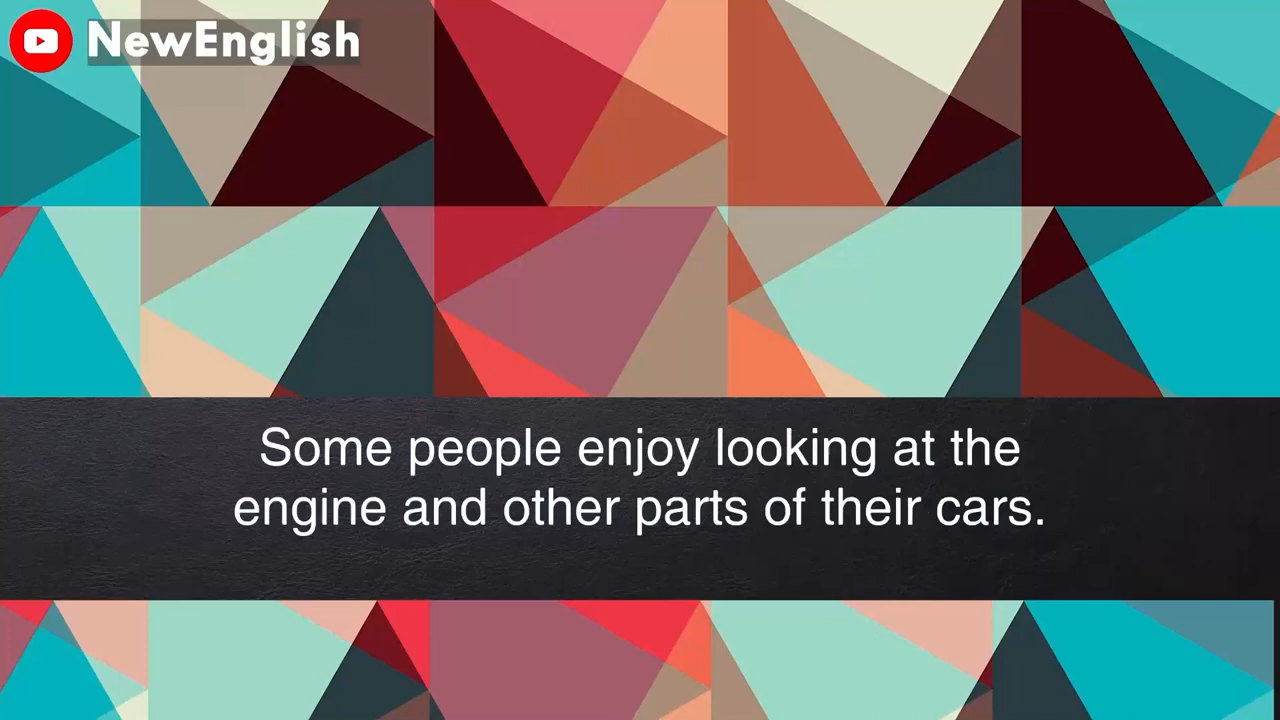 NewEnglish
Some people enjoy looking at the
engine and other parts of their cars.